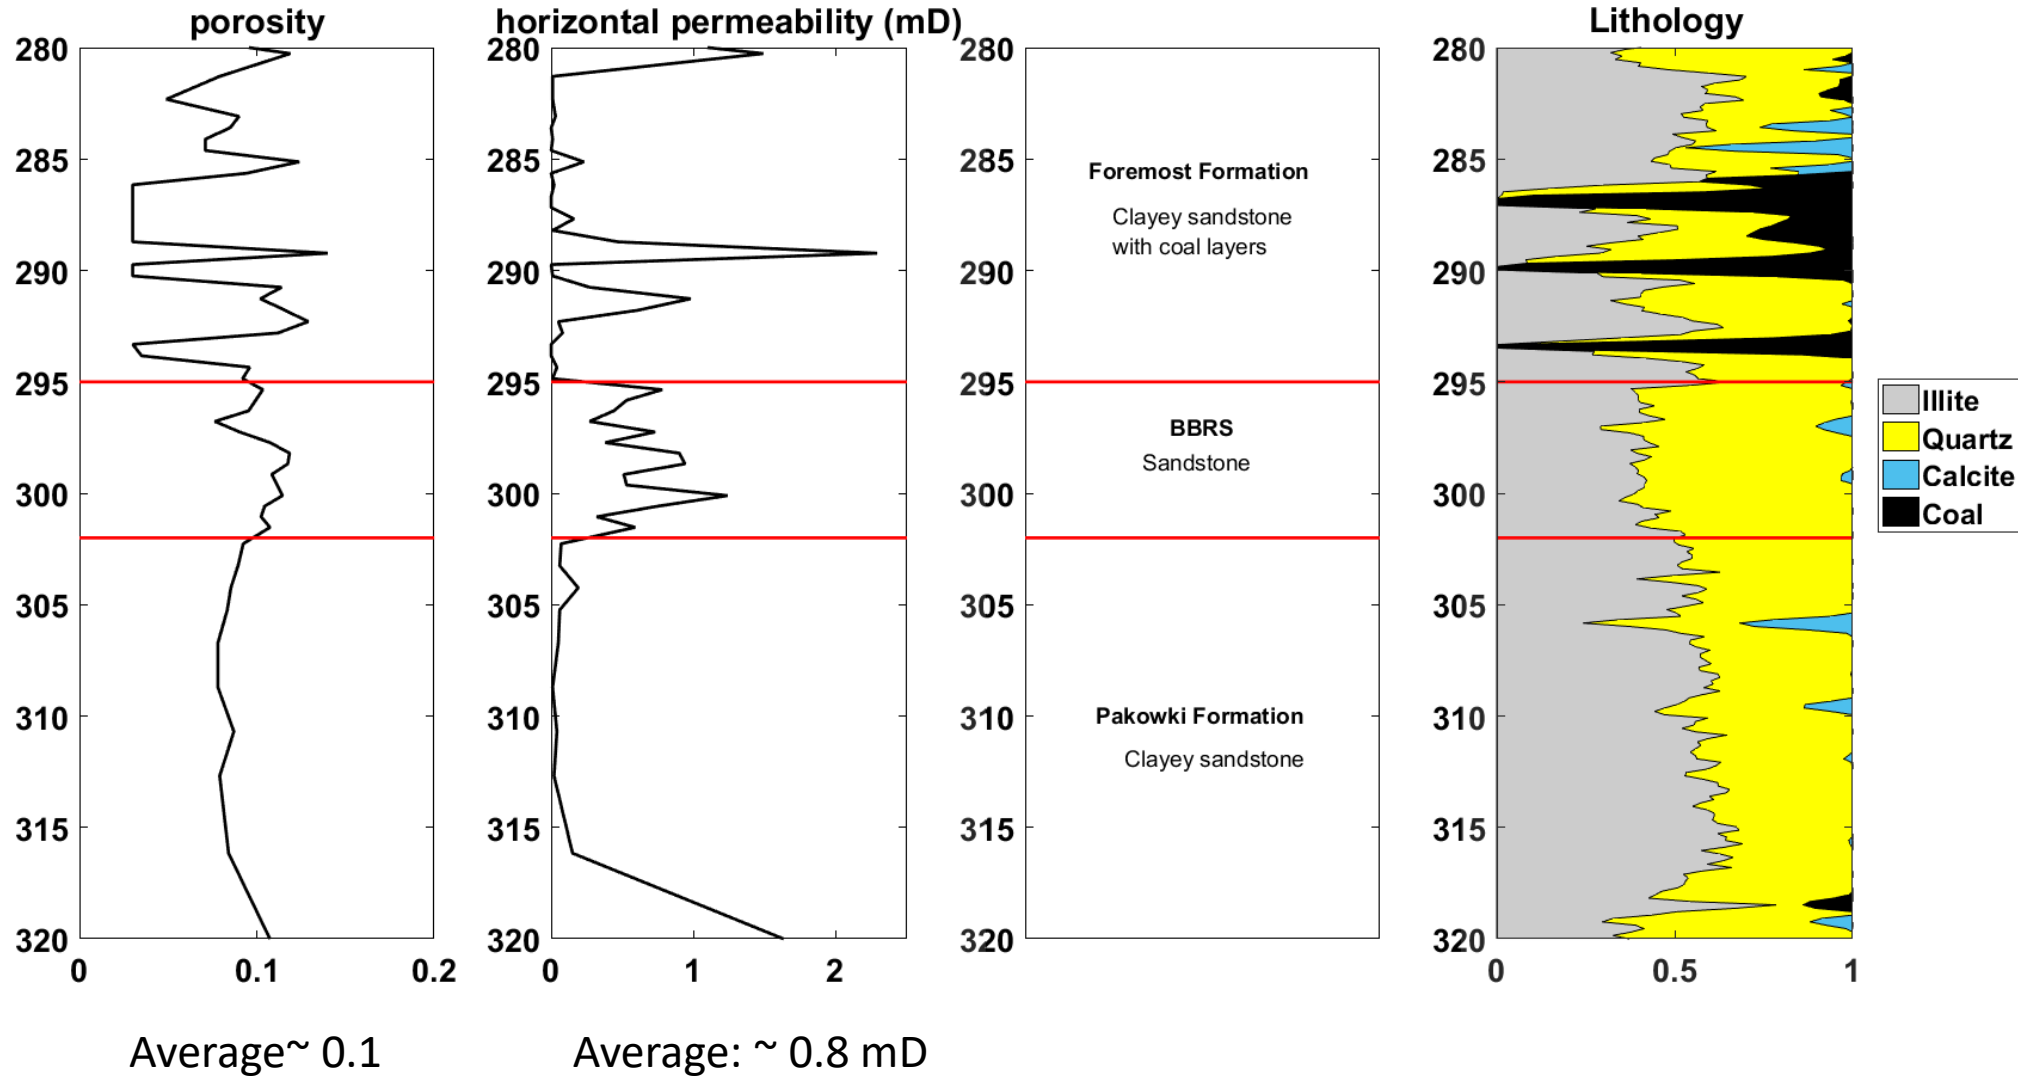 porosity
280
285
290
295
300
305
310
315
320
0 0.1 0.2
Average~ 0.1
horizontal permeability (mD)
280
285
290
295
300
305
310
315
320
0 1 2
Average: ~ 0.8 mD
280
285
290
295
300
305
310
315
320
Foremost Formation
Clayey sandstone
with coal layers
BBRS
Sandstone
Pakowki Formation
Clayey sandstone
Lithology
280
285
290
295
300
305
310
315
320
0 0.5 1
Illite
Quartz
Calcite
Coal